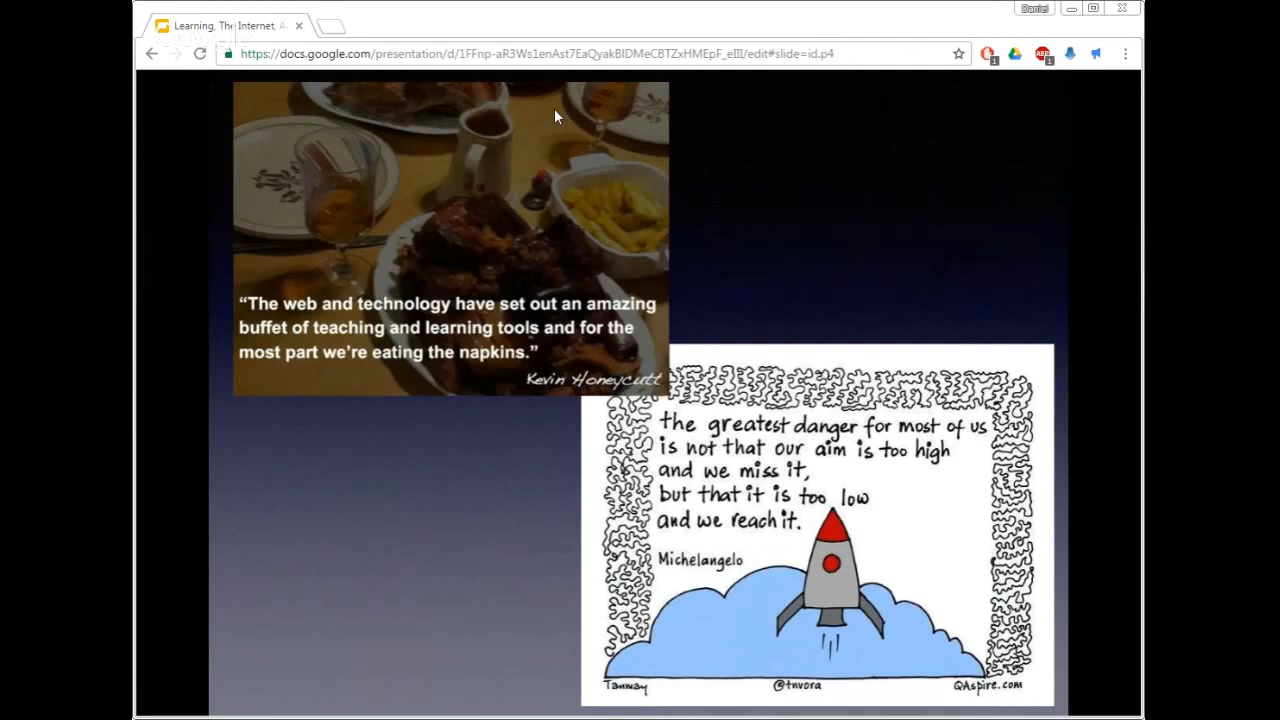 Daniel
Learning, The Internet, A
https://docs.google.com/presentation/d/1FFnp-aR3Ws1enAst7EaQyakBIDMeCBTZxHMEpF_eIII/edit#slide=id.p4
1
ABP
1
“The web and technology have set out an amazing
buffet of teaching and learning tools and for the
most part we’re eating the napkins.”
Kevin Honeycutt
the greatest danger for most of us
is not that our aim is too high
and we miss it,
but that it is too low
and we reach it.
Michelangelo
Tanmay @tnvora QAspire.com